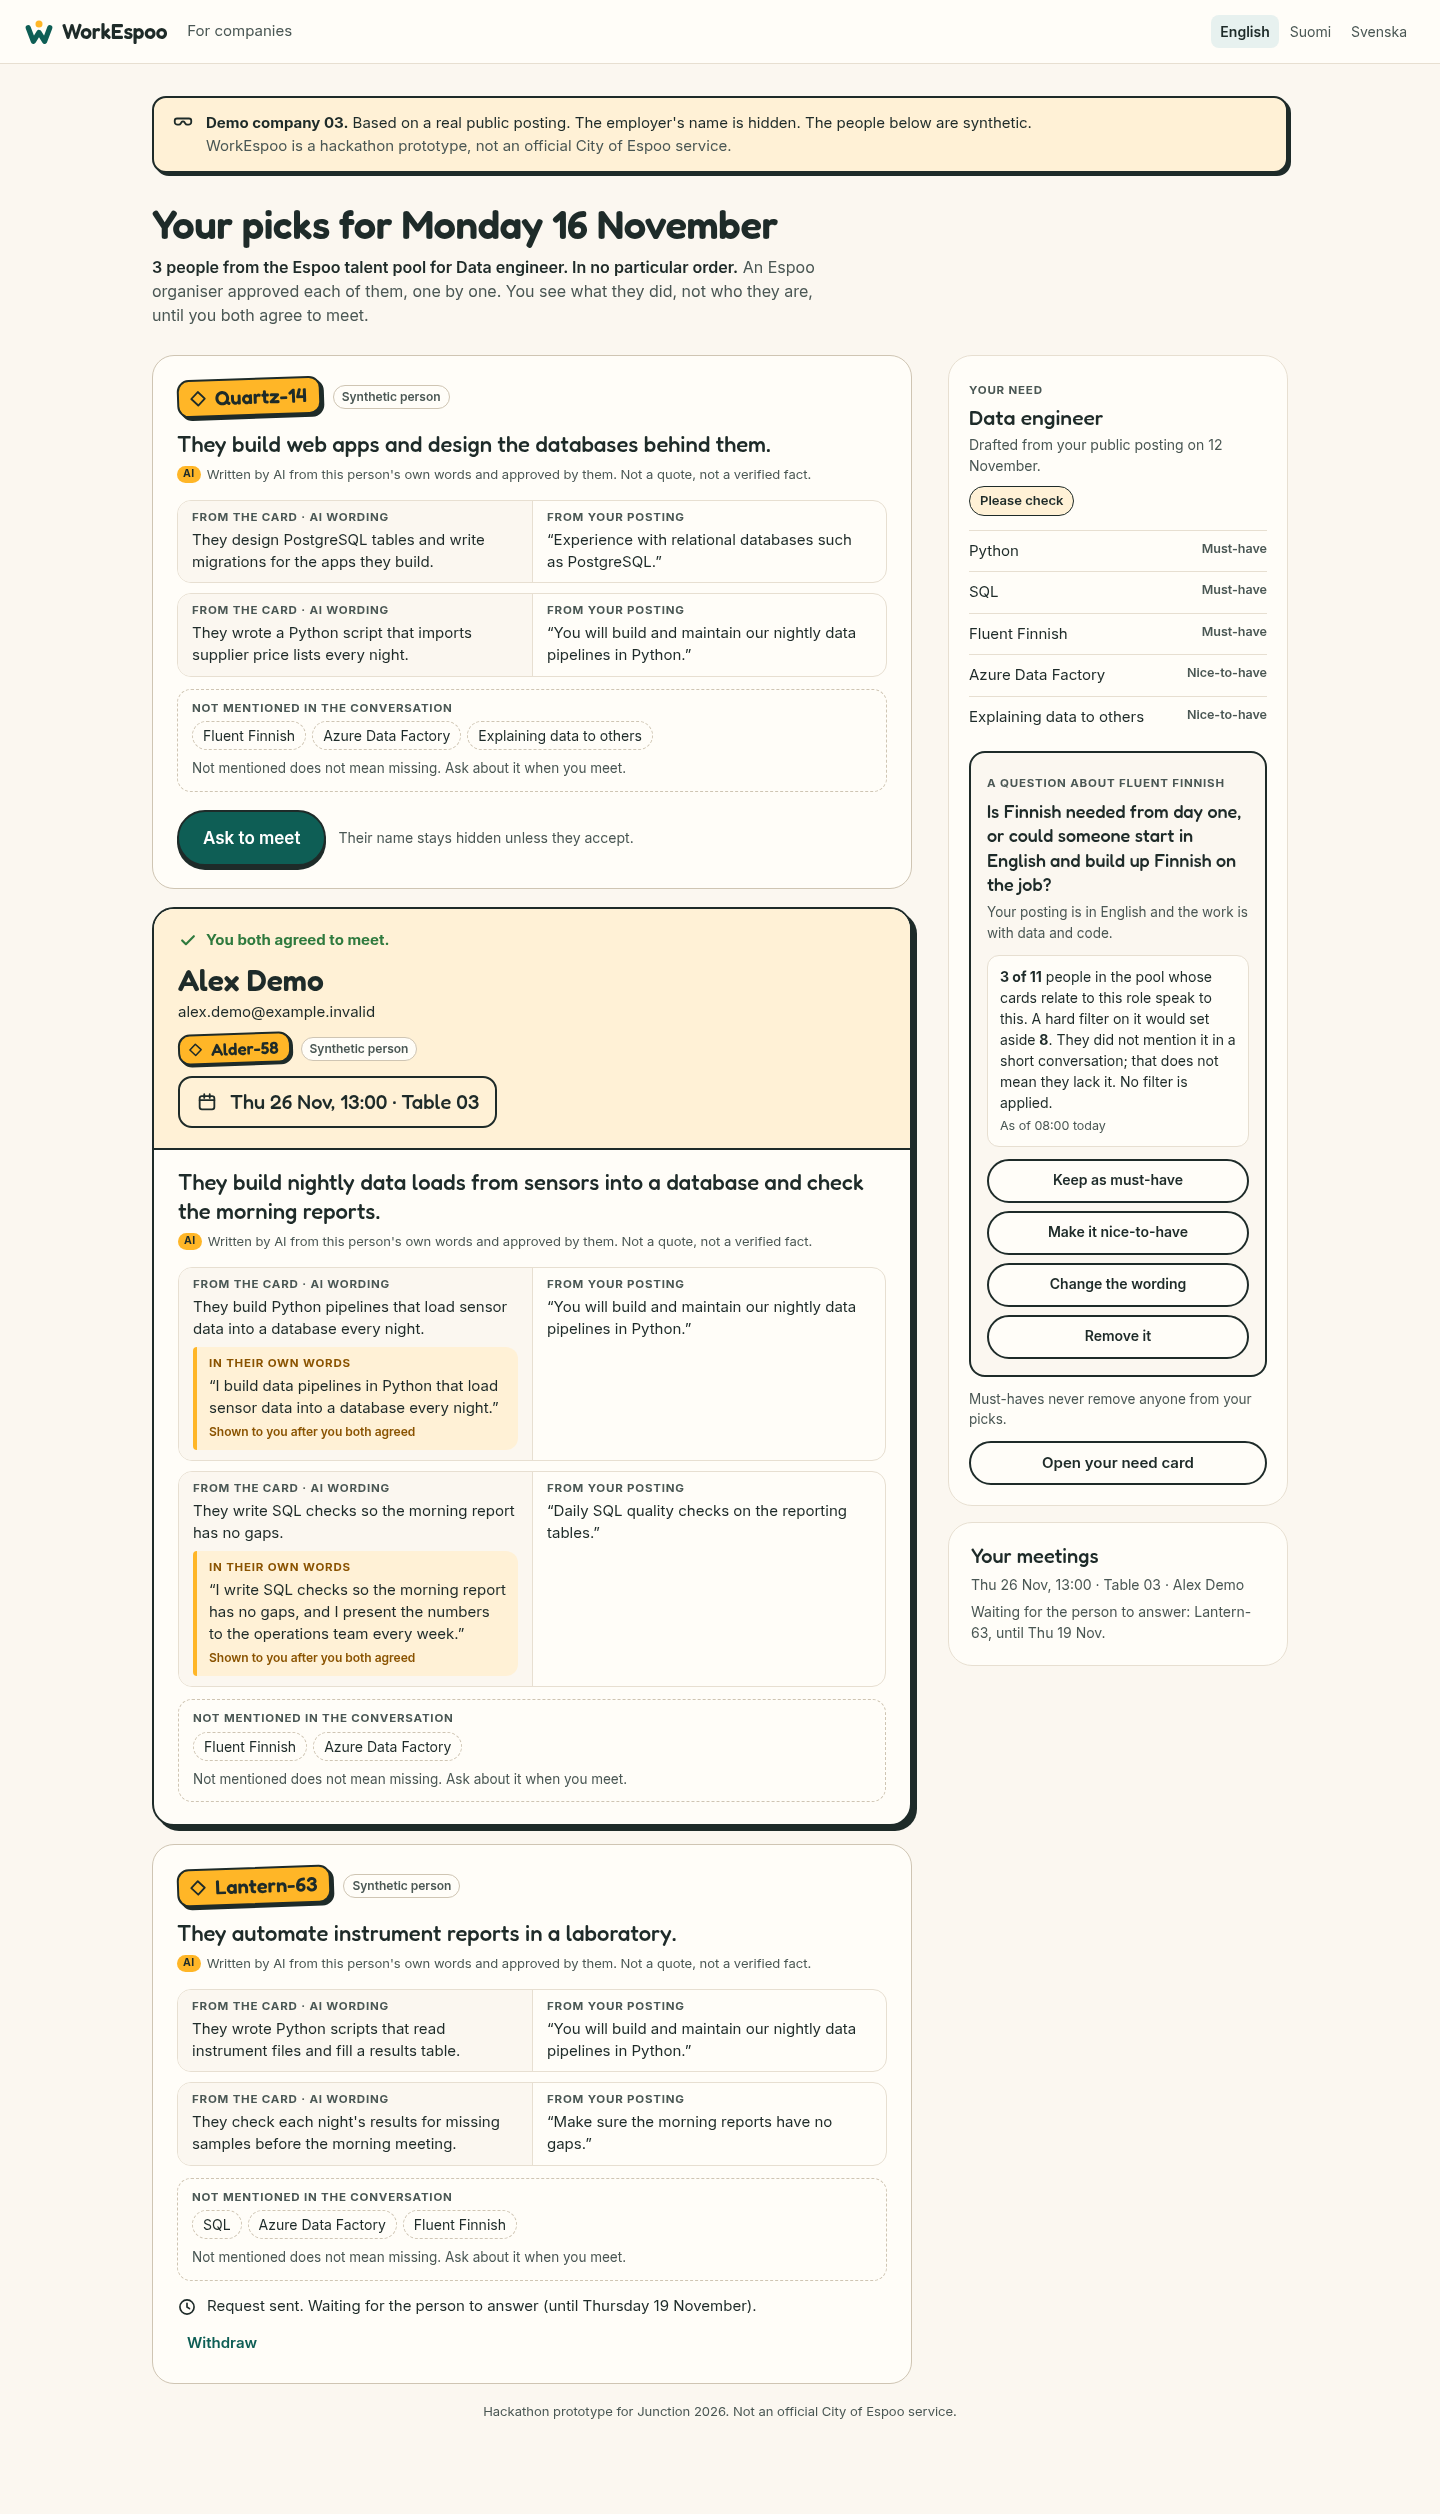 WorkEspoo
For companies
English
Suomi
Svenska
Demo company 03. Based on a real public posting. The employer's name is hidden. The people below are synthetic.
WorkEspoo is a hackathon prototype, not an official City of Espoo service.
Your picks for Monday 16 November
3 people from the Espoo talent pool for Data engineer. In no particular order. An Espoo
organiser approved each of them, one by one. You see what they did, not who they are,
until you both agree to meet.
Quartz-14
Synthetic person
They build web apps and design the databases behind them.
AI Written by AI from this person's own words and approved by them. Not a quote, not a verified fact.
FROM THE CARD · AI WORDING
They design PostgreSQL tables and write
migrations for the apps they build.
FROM YOUR POSTING
“Experience with relational databases such
as PostgreSQL.”
FROM THE CARD · AI WORDING
They wrote a Python script that imports
supplier price lists every night.
FROM YOUR POSTING
“You will build and maintain our nightly data
pipelines in Python.”
NOT MENTIONED IN THE CONVERSATION
Fluent Finnish
Azure Data Factory
Explaining data to others
Not mentioned does not mean missing. Ask about it when you meet.
Ask to meet
Their name stays hidden unless they accept.
You both agreed to meet.
Alex Demo
alex.demo@example.invalid
Alder-58
Synthetic person
Thu 26 Nov, 13:00 · Table 03
They build nightly data loads from sensors into a database and check
the morning reports.
AI Written by AI from this person's own words and approved by them. Not a quote, not a verified fact.
FROM THE CARD · AI WORDING
They build Python pipelines that load sensor
data into a database every night.
IN THEIR OWN WORDS
“I build data pipelines in Python that load
sensor data into a database every night.”
Shown to you after you both agreed
FROM YOUR POSTING
“You will build and maintain our nightly data
pipelines in Python.”
FROM THE CARD · AI WORDING
They write SQL checks so the morning report
has no gaps.
IN THEIR OWN WORDS
“I write SQL checks so the morning report
has no gaps, and I present the numbers
to the operations team every week.”
Shown to you after you both agreed
FROM YOUR POSTING
“Daily SQL quality checks on the reporting
tables.”
NOT MENTIONED IN THE CONVERSATION
Fluent Finnish
Azure Data Factory
Not mentioned does not mean missing. Ask about it when you meet.
Lantern-63
Synthetic person
They automate instrument reports in a laboratory.
AI Written by AI from this person's own words and approved by them. Not a quote, not a verified fact.
FROM THE CARD · AI WORDING
They wrote Python scripts that read
instrument files and fill a results table.
FROM YOUR POSTING
“You will build and maintain our nightly data
pipelines in Python.”
FROM THE CARD · AI WORDING
They check each night's results for missing
samples before the morning meeting.
FROM YOUR POSTING
“Make sure the morning reports have no
gaps.”
NOT MENTIONED IN THE CONVERSATION
SQL
Azure Data Factory
Fluent Finnish
Not mentioned does not mean missing. Ask about it when you meet.
Request sent. Waiting for the person to answer (until Thursday 19 November).
Withdraw
YOUR NEED
Data engineer
Drafted from your public posting on 12
November.
Please check
Python Must-have
SQL Must-have
Fluent Finnish Must-have
Azure Data Factory Nice-to-have
Explaining data to others Nice-to-have
A QUESTION ABOUT FLUENT FINNISH
Is Finnish needed from day one,
or could someone start in
English and build up Finnish on
the job?
Your posting is in English and the work is
with data and code.
3 of 11 people in the pool whose
cards relate to this role speak to
this. A hard filter on it would set
aside 8. They did not mention it in a
short conversation; that does not
mean they lack it. No filter is
applied.
As of 08:00 today
Keep as must-have
Make it nice-to-have
Change the wording
Remove it
Must-haves never remove anyone from your
picks.
Open your need card
Your meetings
Thu 26 Nov, 13:00 · Table 03 · Alex Demo
Waiting for the person to answer: Lantern-
63, until Thu 19 Nov.
Hackathon prototype for Junction 2026. Not an official City of Espoo service.